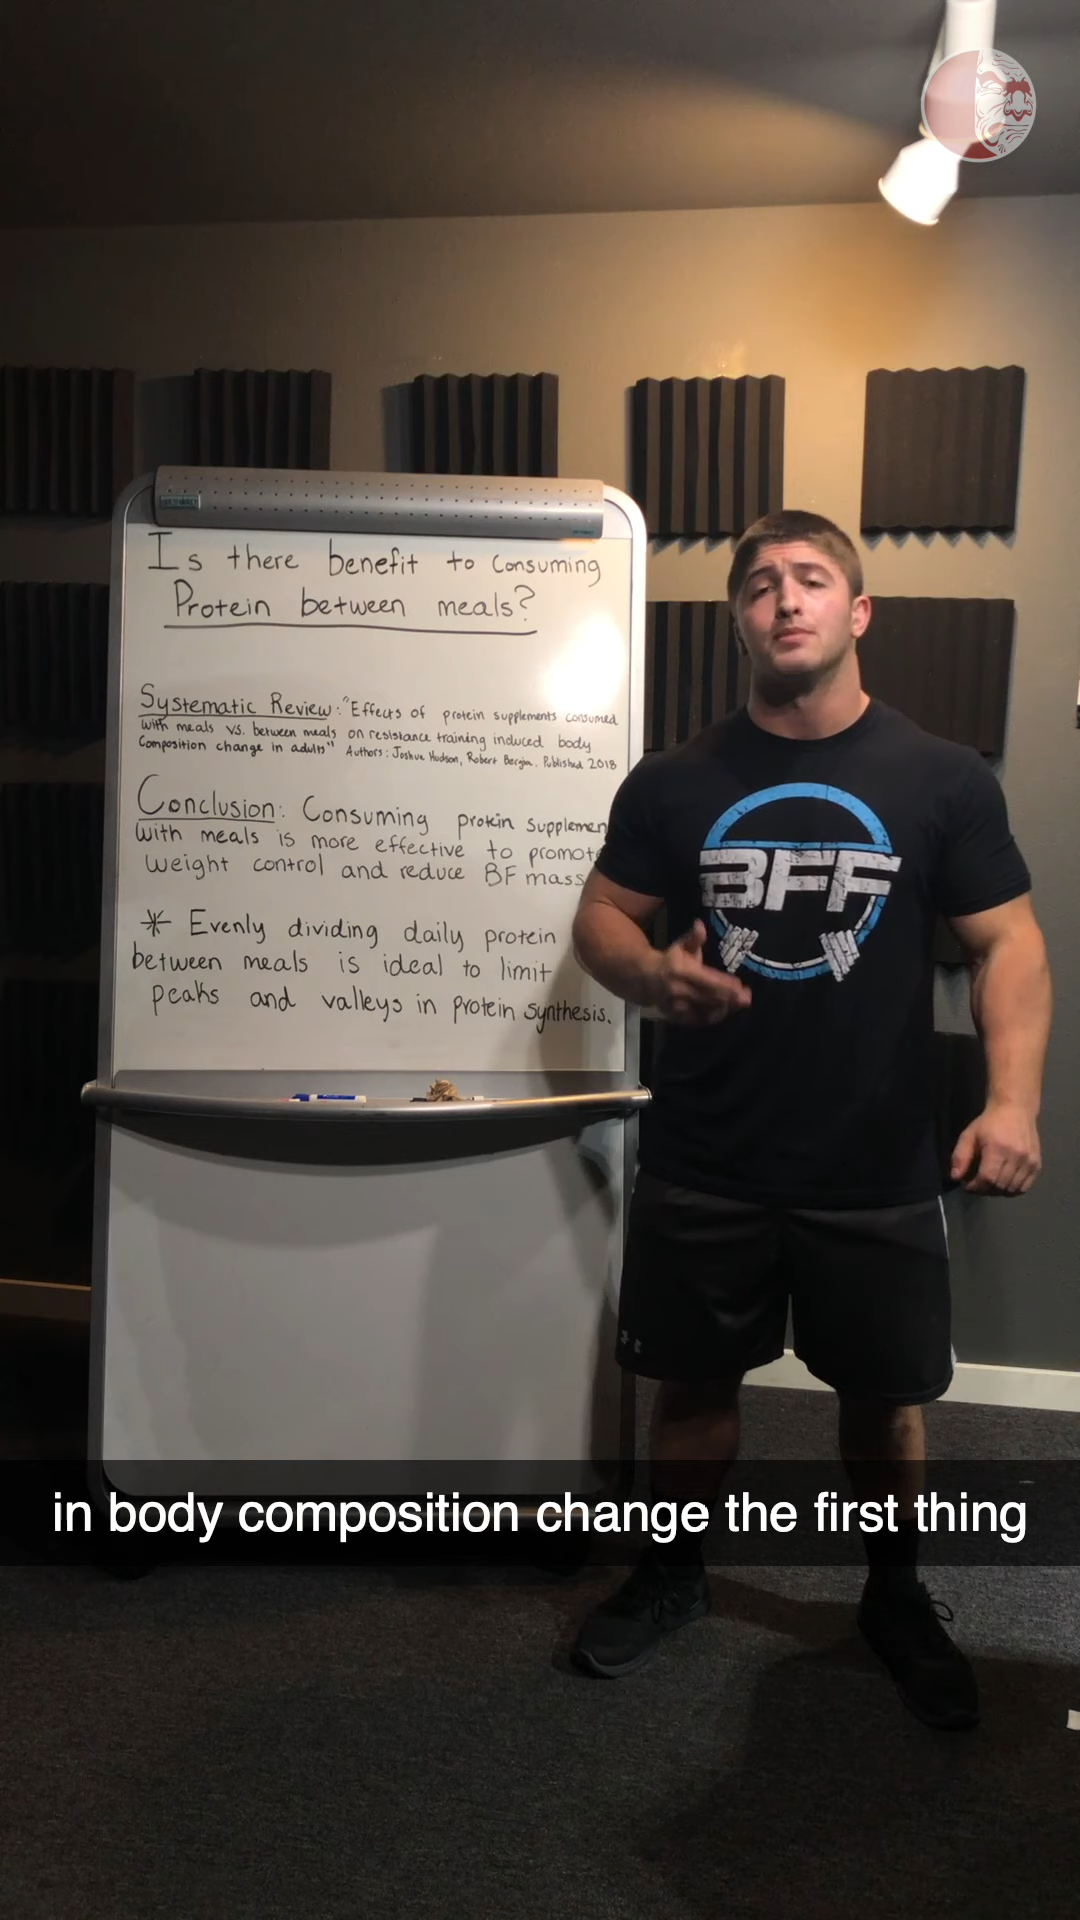 Is there benefit to consuming
Protein between meals?
Systematic Review: "Effects of protein supplements consumed
with meals vs. between meals on resistance training induced body
Composition change in adults" Authors: Joshua Hudson, Robert Bergia. Published 2018
Conclusion: Consuming protein supplemen
with meals is more effective to promote
weight control and reduce BF mass
* Evenly dividing daily protein
between meals is ideal to limit
peaks and valleys in protein synthesis.
BFF
in body composition change the first thing